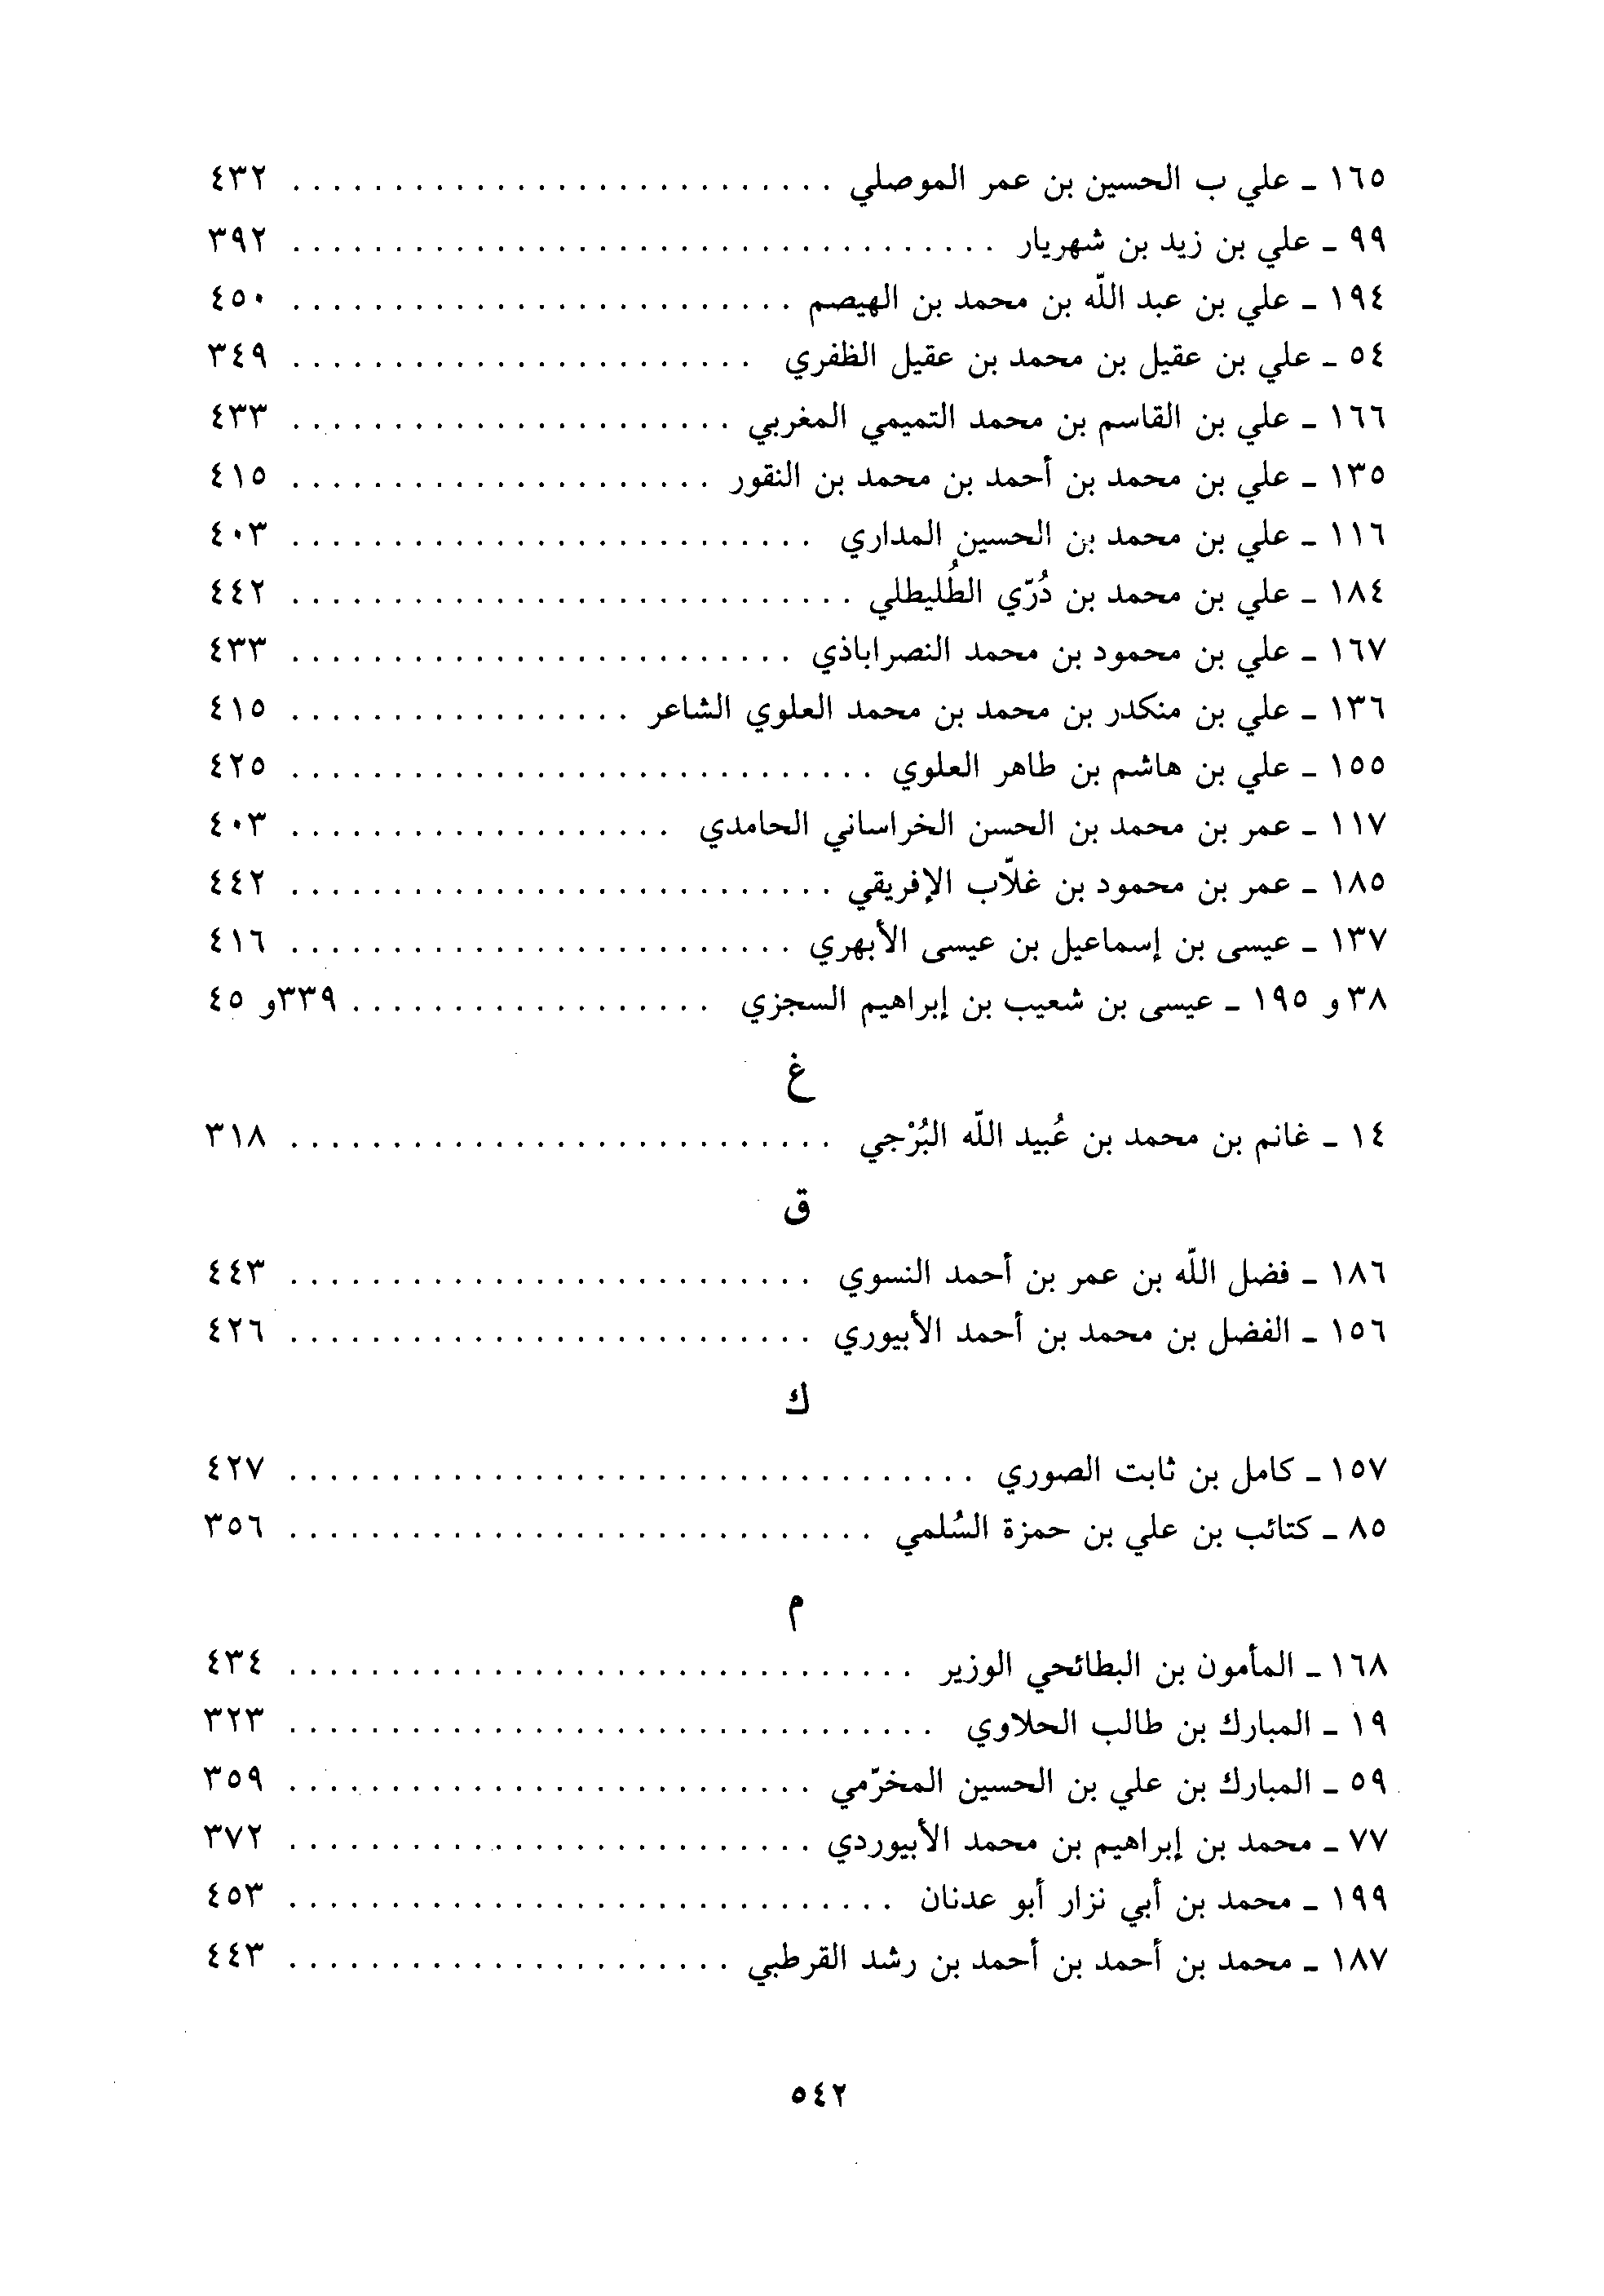 ١٦٥ ـ علي ب الحسين بن عمر الموصلي . . . . . . . . . . . . . . . . . . . . . . . . . . . ٤٣٢
٩٩ ـ علي بن زيد بن شهريار . . . . . . . . . . . . . . . . . . . . . . . . . . . . . . . . . . . ٣٩٢
١٩٤ ـ علي بن عبد اللّه بن محمد بن الهيصم . . . . . . . . . . . . . . . . . . . . . . . . . ٤٥٠
٥٤ ـ علي بن عقيل بن محمد بن عقيل الظفري . . . . . . . . . . . . . . . . . . . . . . . ٣٤٩
١٦٦ ـ علي بن القاسم بن محمد التميمي المغربي . . . . . . . . . . . . . . . . . . . . . . ٤٣٣
١٣٥ ـ علي بن محمد بن أحمد بن محمد بن النقور . . . . . . . . . . . . . . . . . . . . . ٤١٥
١١٦ ـ علي بن محمد بن الحسين المداري . . . . . . . . . . . . . . . . . . . . . . . . . . ٤٠٣
١٨٤ ـ علي بن محمد بن دُرّي الطُليطلي . . . . . . . . . . . . . . . . . . . . . . . . . . . . ٤٤٢
١٦٧ ـ علي بن محمود بن محمد النصراباذي . . . . . . . . . . . . . . . . . . . . . . . . . ٤٣٣
١٣٦ ـ علي بن منكدر بن محمد بن محمد العلوي الشاعر . . . . . . . . . . . . . . . . . ٤١٥
١٥٥ ـ علي بن هاشم بن طاهر العلوي . . . . . . . . . . . . . . . . . . . . . . . . . . . . . ٤٢٥
١١٧ ـ عمر بن محمد بن الحسن الخراساني الحامدي . . . . . . . . . . . . . . . . . . . ٤٠٣
١٨٥ ـ عمر بن محمود بن غلاّب الإفريقي . . . . . . . . . . . . . . . . . . . . . . . . . . . ٤٤٢
١٣٧ ـ عيسى بن إسماعيل بن عيسى الأبهري . . . . . . . . . . . . . . . . . . . . . . . . . ٤١٦
٣٨ و ١٩٥ ـ عيسى بن شعيب بن إبراهيم السجزي . . . . . . . . . . . . . . . . . . ٣٣٩و ٤٥
غ
١٤ ـ غانم بن محمد بن عُبيد اللّه البُرْجي . . . . . . . . . . . . . . . . . . . . . . . . . . . ٣١٨
ق
١٨٦ ـ فضل اللّه بن عمر بن أحمد النسوي . . . . . . . . . . . . . . . . . . . . . . . . . . ٤٤٣
١٥٦ ـ الفضل بن محمد بن أحمد الأبيوري . . . . . . . . . . . . . . . . . . . . . . . . . . ٤٢٦
ك
١٥٧ ـ كامل بن ثابت الصوري . . . . . . . . . . . . . . . . . . . . . . . . . . . . . . . . . . ٤٢٧
٨٥ ـ كتائب بن علي بن حمزة السُلمي . . . . . . . . . . . . . . . . . . . . . . . . . . . . . ٣٥٦
م
١٦٨ ـ المأمون بن البطائحي الوزير . . . . . . . . . . . . . . . . . . . . . . . . . . . . . . . ٤٣٤
١٩ ـ المبارك بن طالب الحلاوي . . . . . . . . . . . . . . . . . . . . . . . . . . . . . . . . ٣٢٣
٥٩ ـ المبارك بن علي بن الحسين المخرّمي . . . . . . . . . . . . . . . . . . . . . . . . . . ٣٥٩
٧٧ ـ محمد بن إبراهيم بن محمد الأبيوردي . . . . . . . . . . . . . . . . . . . . . . . . . . ٣٧٢
١٩٩ ـ محمد بن أبي نزار أبو عدنان . . . . . . . . . . . . . . . . . . . . . . . . . . . . . . ٤٥٣
١٨٧ ـ محمد بن أحمد بن أحمد بن رشد القرطبي . . . . . . . . . . . . . . . . . . . . . . ٤٤٣
٥٤٢